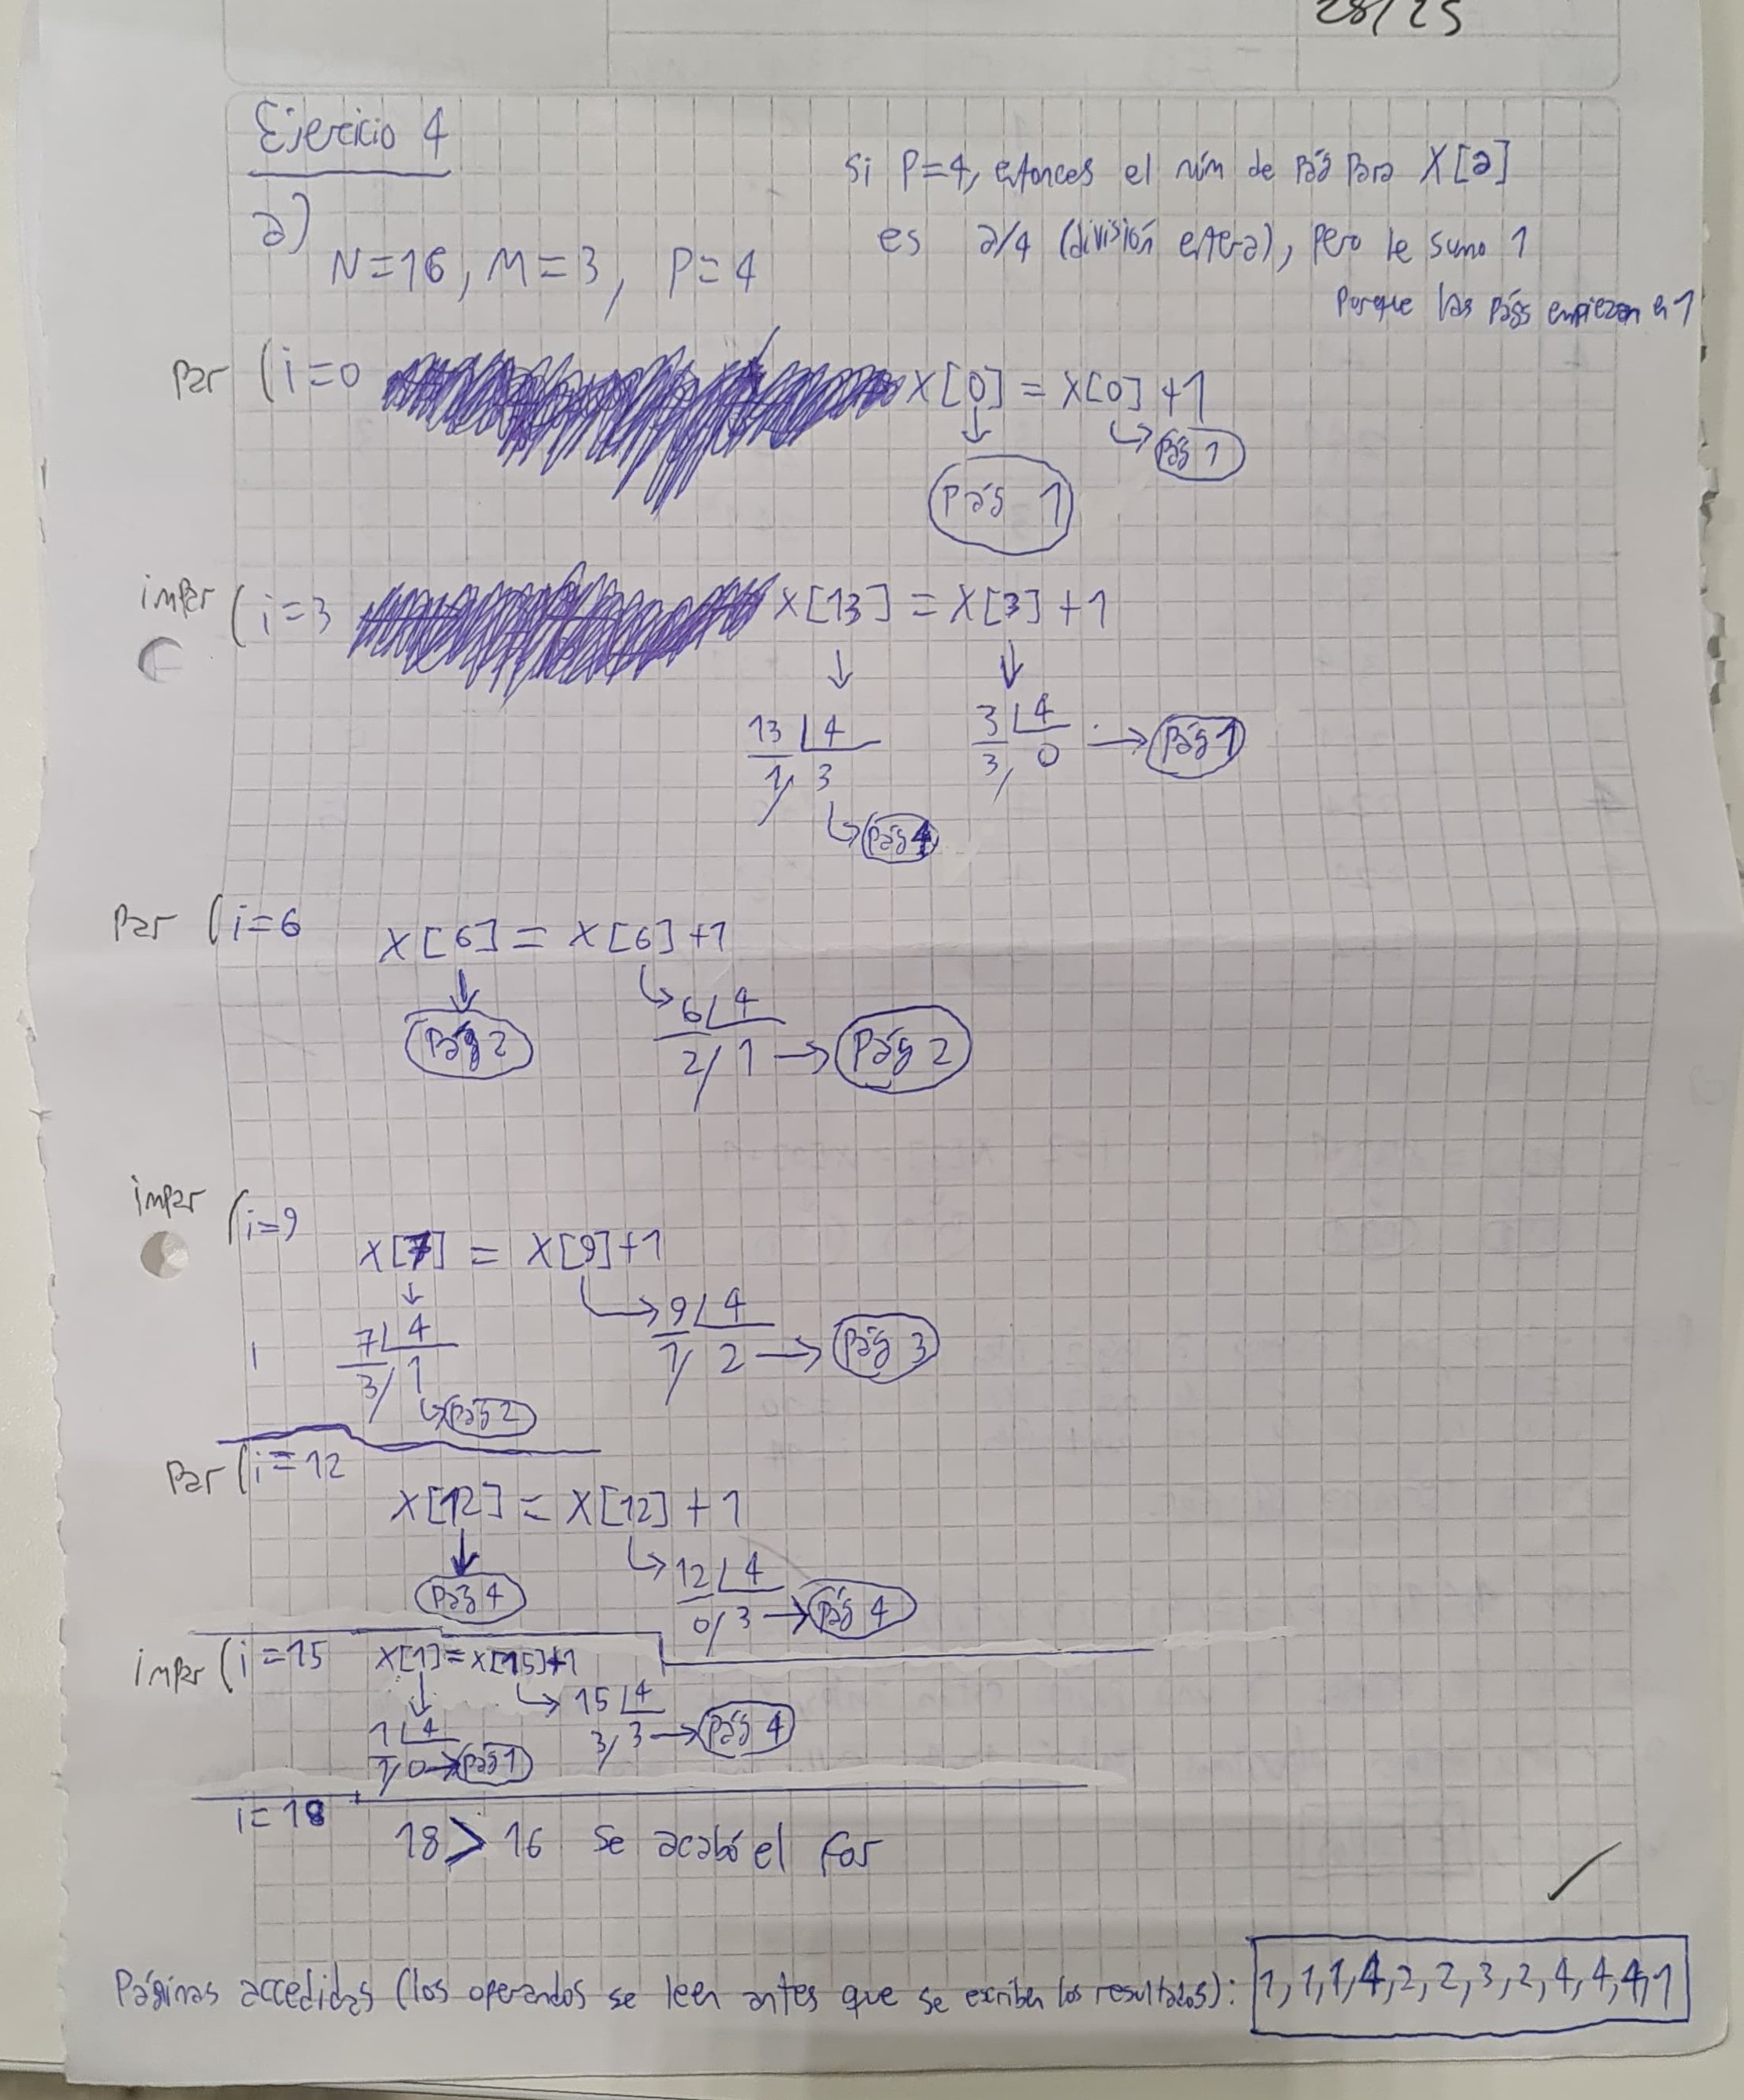 28/25
Ejercicio 4
a)
N=16, M=3, P=4
Si P=4, entonces el núm de Pág Para X[a]
es a/4 (división entera), pero le sumo 1
Porque las Págs empiezan en 1
Par (i=0 X[0] = X[0] +1
Pág 1
Pág 1
impar (i=3 X[13] = X[3] +1
13 4 3 4 Pág 1
1 3 3 0
Pág 4
Par (i=6 X[6] = X[6] +1
Pág 2 6 4
2 1 Pág 2
impar (i=9
X[7] = X[9]+1
9 4
7 4 1 2 Pág 3
3 1
Pág 2
Par (i=12
X[12] = X[12] + 1
Pág 4 12 4
0 3 Pág 4
impar (i=15 X[1]=X[15]+1
15 4
1 4 3 3 Pág 4
1 0 Pág 1
i=18
18 > 16 Se acabó el for
Páginas accedidas (los operandos se leen antes que se escriben los resultados): 1,1,1,4,2,2,3,2,4,4,4,1